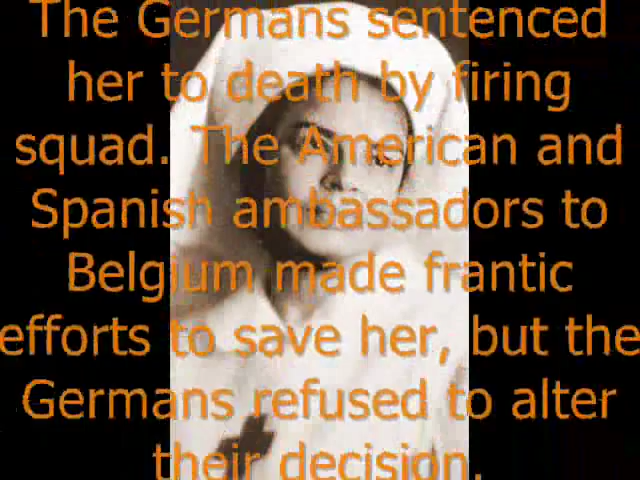 The Germans sentenced
her to death by firing
squad. The American and
Spanish ambassadors to
Belgium made frantic
efforts to save her, but the
Germans refused to alter
their decision.